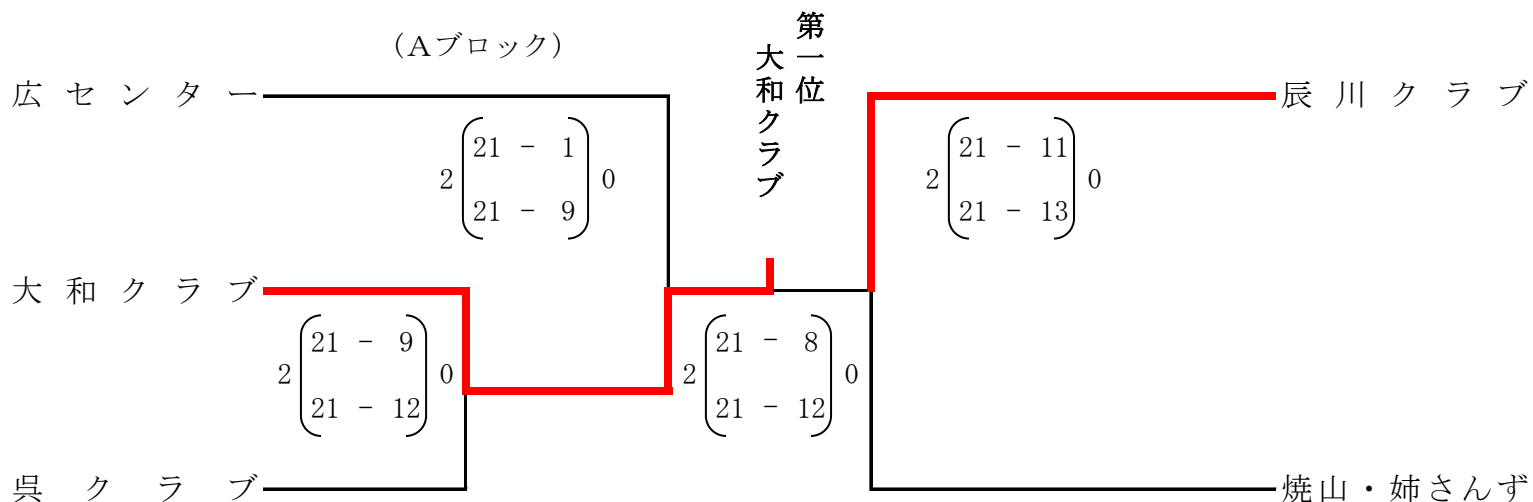 (Aブロック)
第一位
大和クラブ
広センター
辰川クラブ
2 21 - 1 0
21 - 9
2 21 - 11 0
21 - 13
大和クラブ
2 21 - 9 0
21 - 12
2 21 - 8 0
21 - 12
呉クラブ
焼山・姉さんず